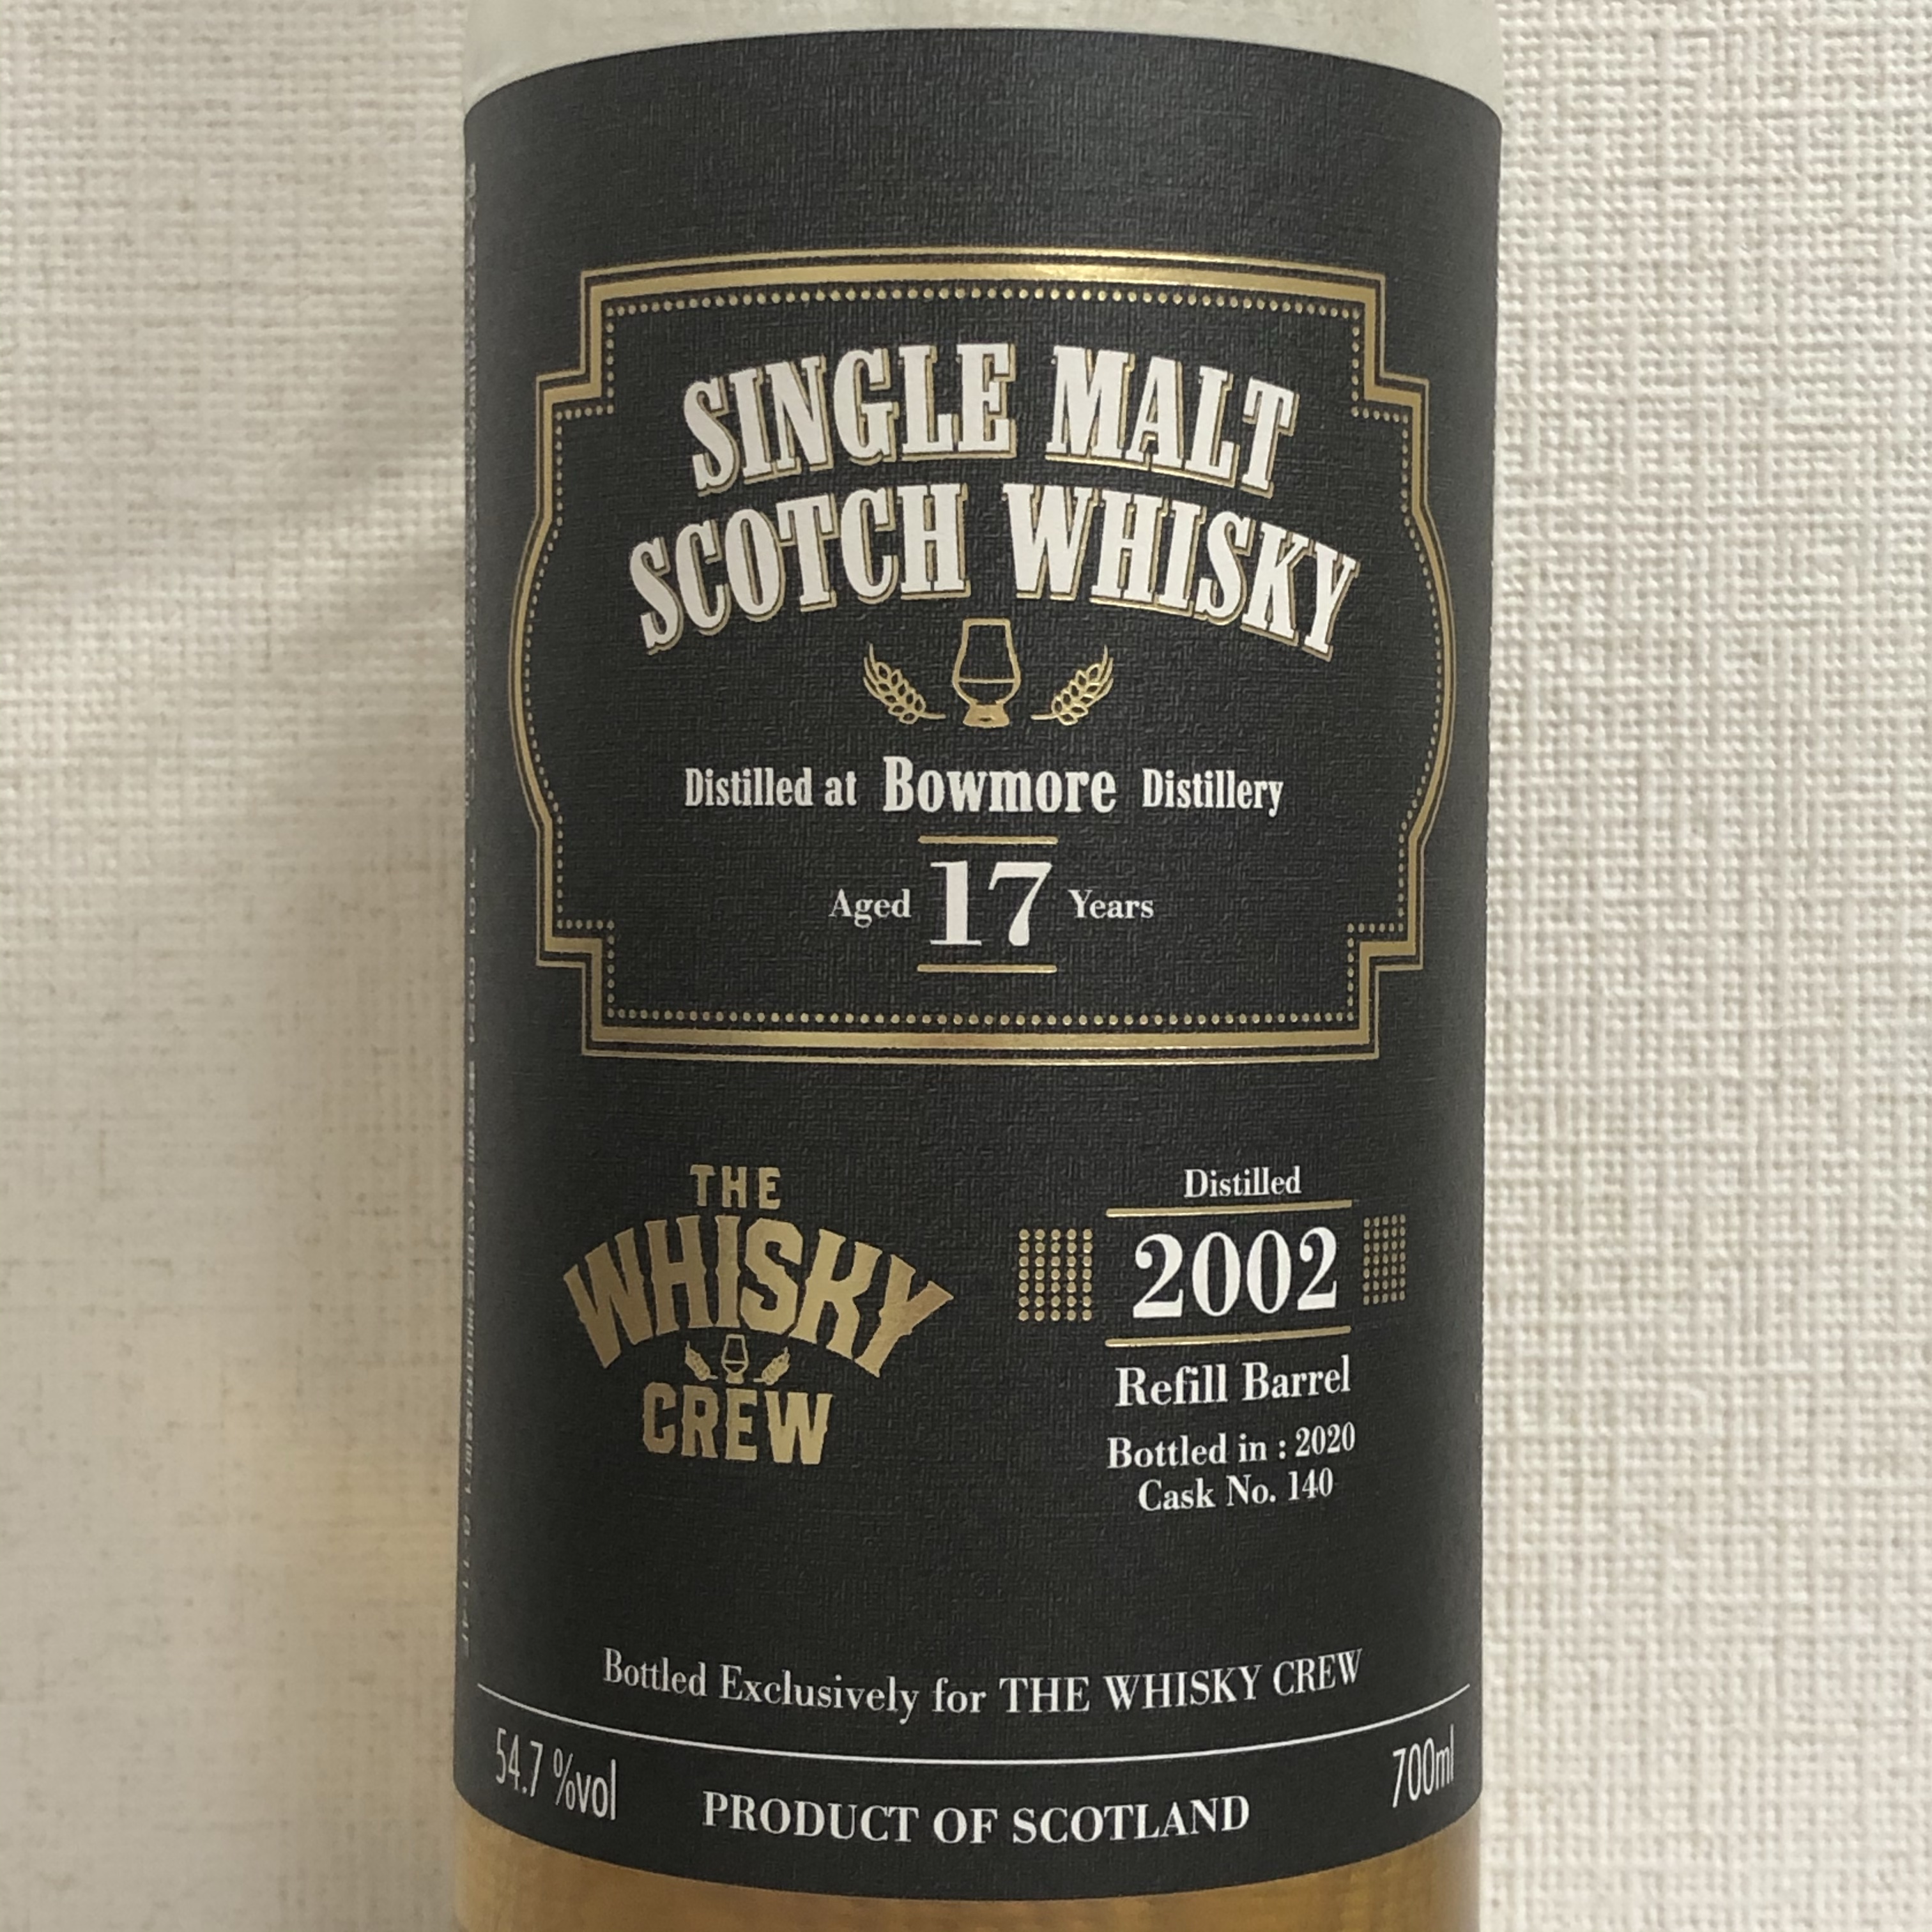 SINGLE MALT
SCOTCH WHISKY
Distilled at Bowmore Distillery
Aged 17 Years
THE
WHISKY
CREW
Distilled
2002
Refill Barrel
Bottled in : 2020
Cask No. 140
Bottled Exclusively for THE WHISKY CREW
54.7 %vol
PRODUCT OF SCOTLAND
700ml